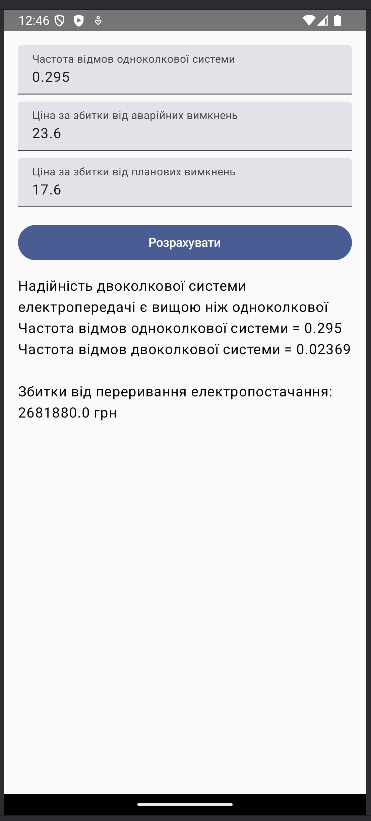 12:46
Частота відмов одноколкової системи
0.295
Ціна за збитки від аварійних вимкнень
23.6
Ціна за збитки від планових вимкнень
17.6
Розрахувати
Надійність двоколкової системи
електропередачі є вищою ніж одноколкової
Частота відмов одноколкової системи = 0.295
Частота відмов двоколкової системи = 0.02369
Збитки від переривання електропостачання:
2681880.0 грн